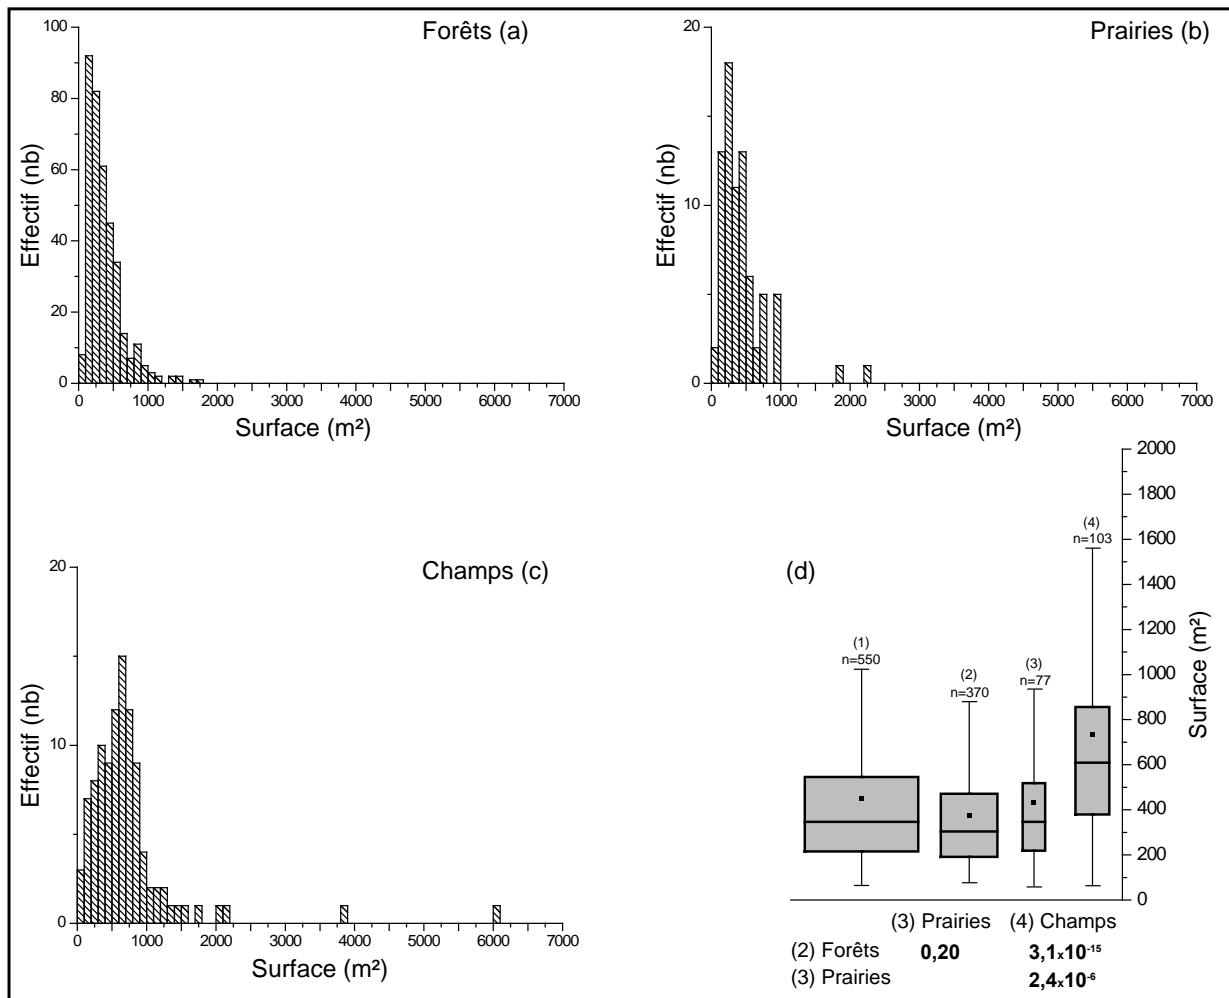 Forêts (a)
100
80
60
40
20
0
Effectif (nb)
0 1000 2000 3000 4000 5000 6000 7000
Surface (m²)
Prairies (b)
20
10
0
Effectif (nb)
0 1000 2000 3000 4000 5000 6000 7000
Surface (m²)
Champs (c)
20
10
0
Effectif (nb)
0 1000 2000 3000 4000 5000 6000 7000
Surface (m²)
(d)
2000
1800
1600
1400
1200
1000
800
600
400
200
0
Surface (m²)
(1)
n=550
(2)
n=370
(3)
n=77
(4)
n=103
(3) Prairies (4) Champs
(2) Forêts 0,20 3,1x10⁻¹⁵
(3) Prairies 2,4x10⁻⁶